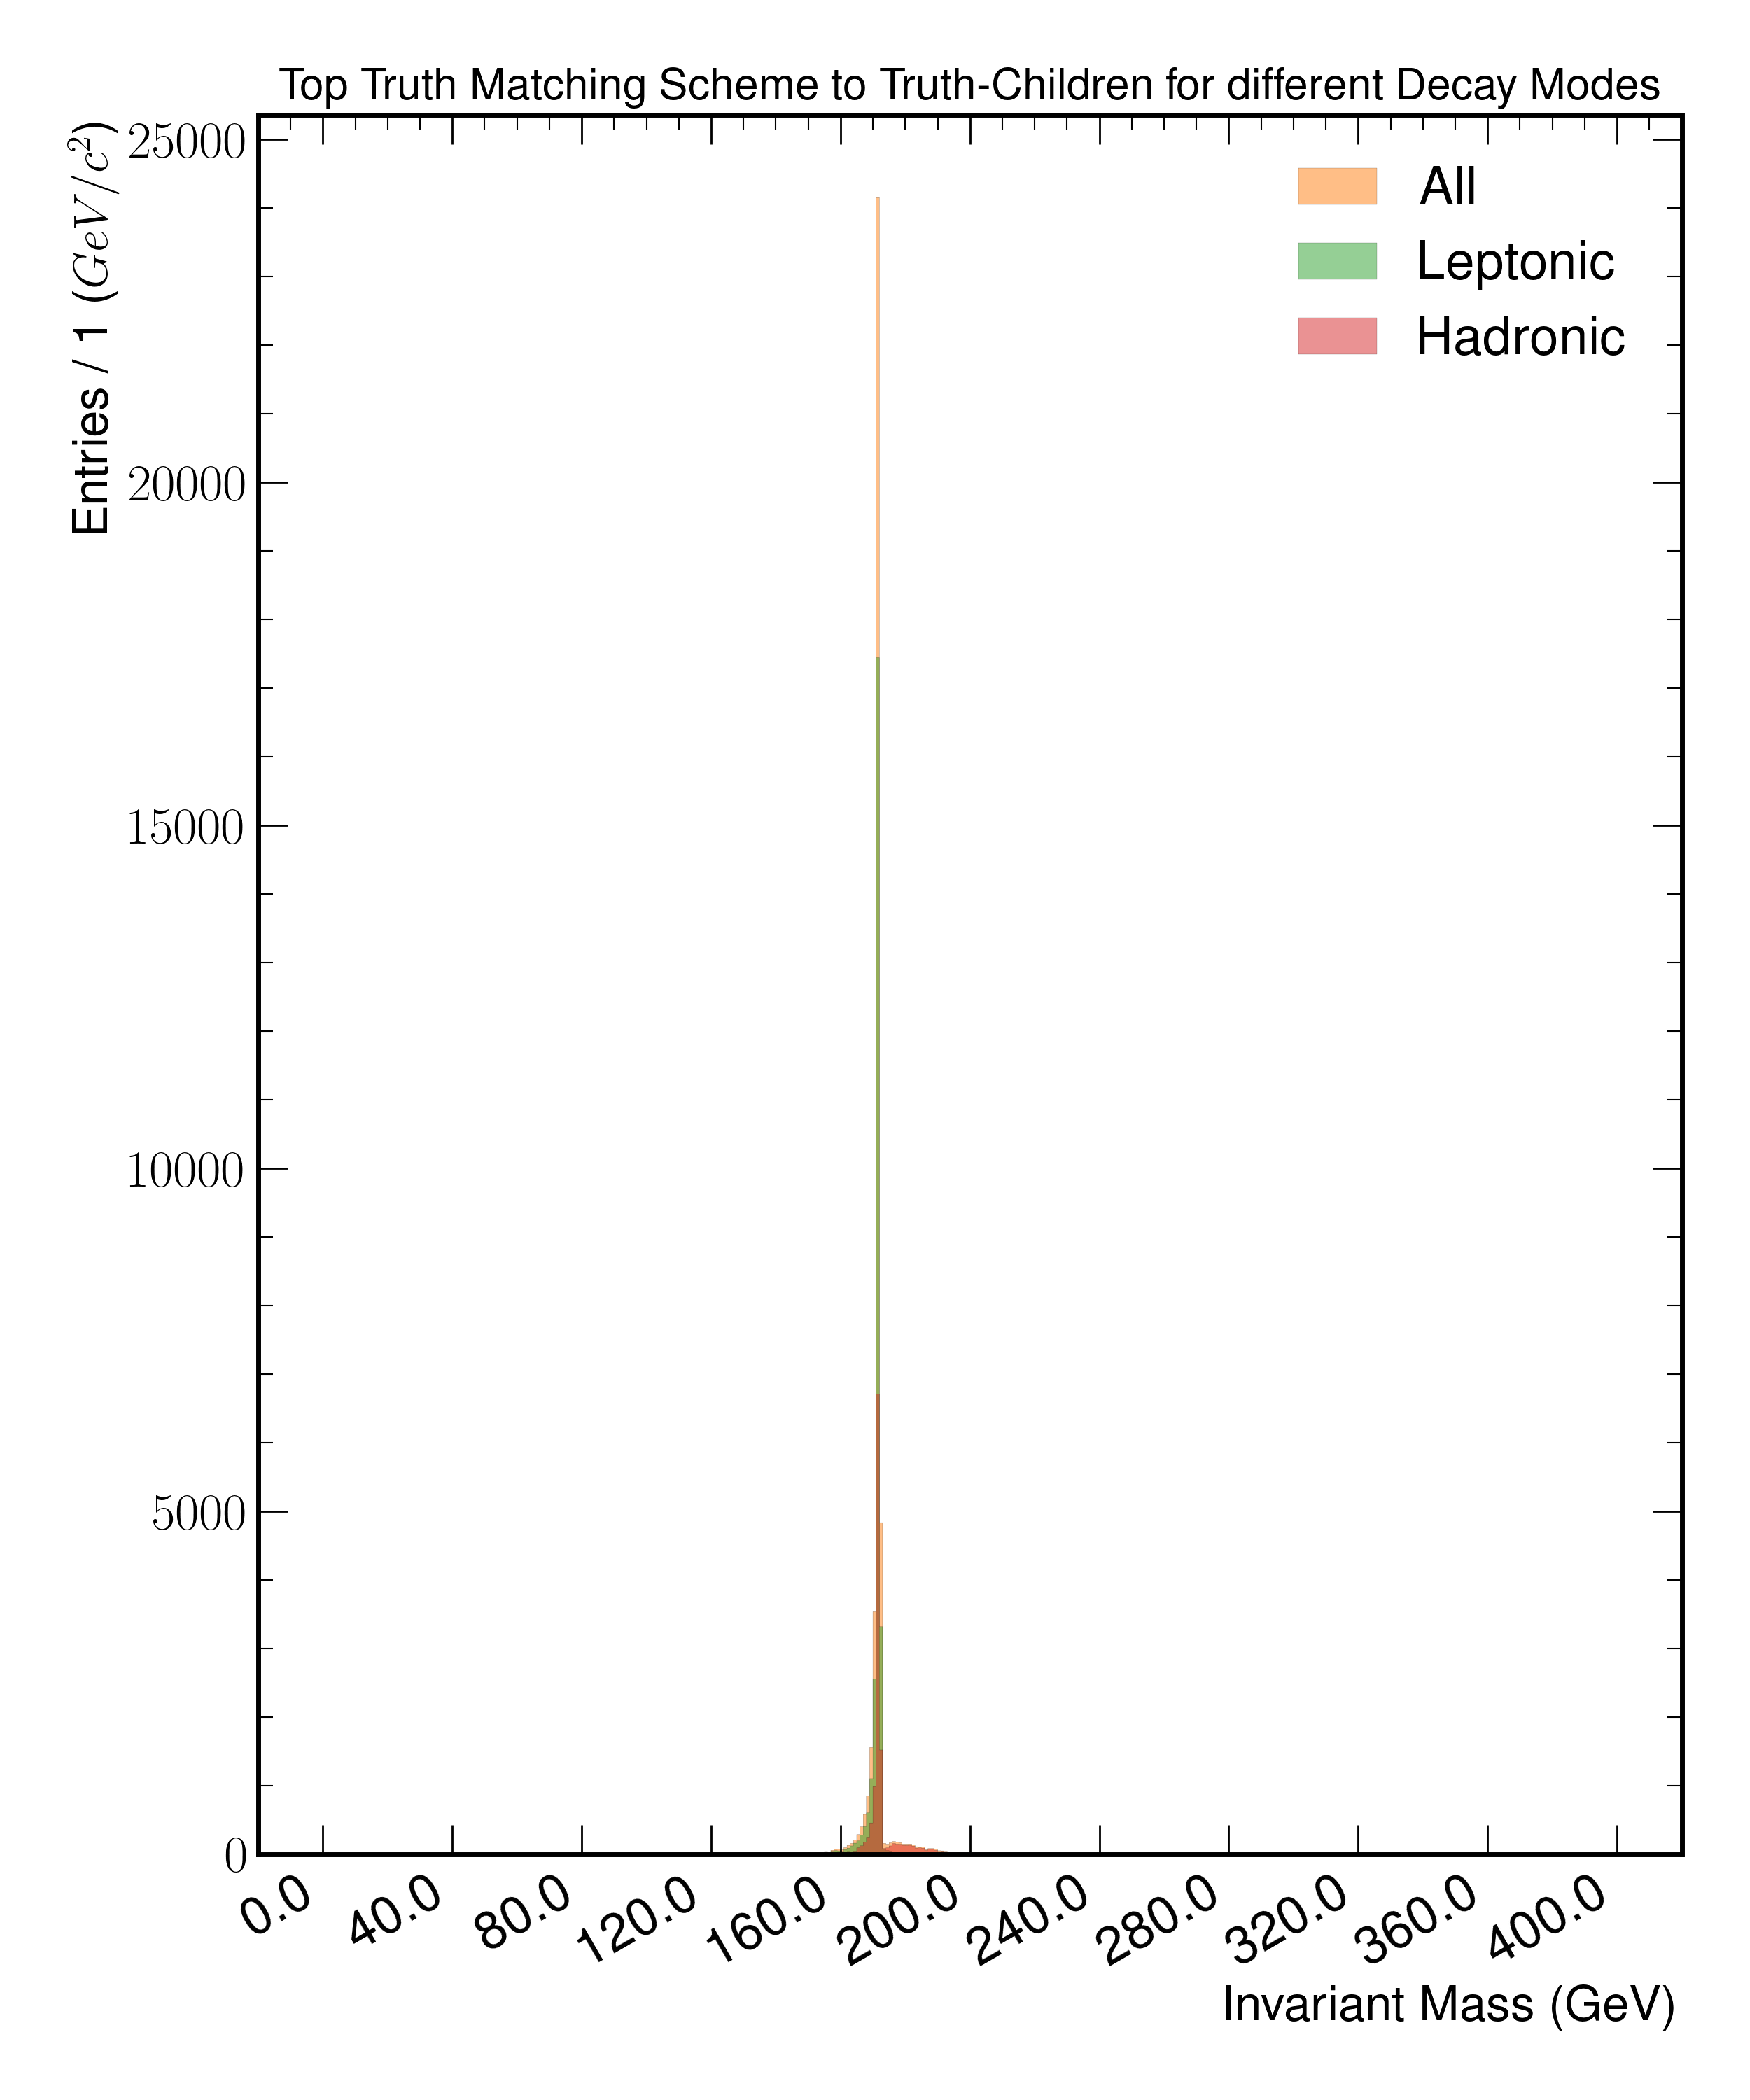 Top Truth Matching Scheme to Truth-Children for different Decay Modes
Entries / 1 (GeV/c²)
25000
20000
15000
10000
5000
0
All
Leptonic
Hadronic
0.0 40.0 80.0 120.0 160.0 200.0 240.0 280.0 320.0 360.0 400.0
Invariant Mass (GeV)